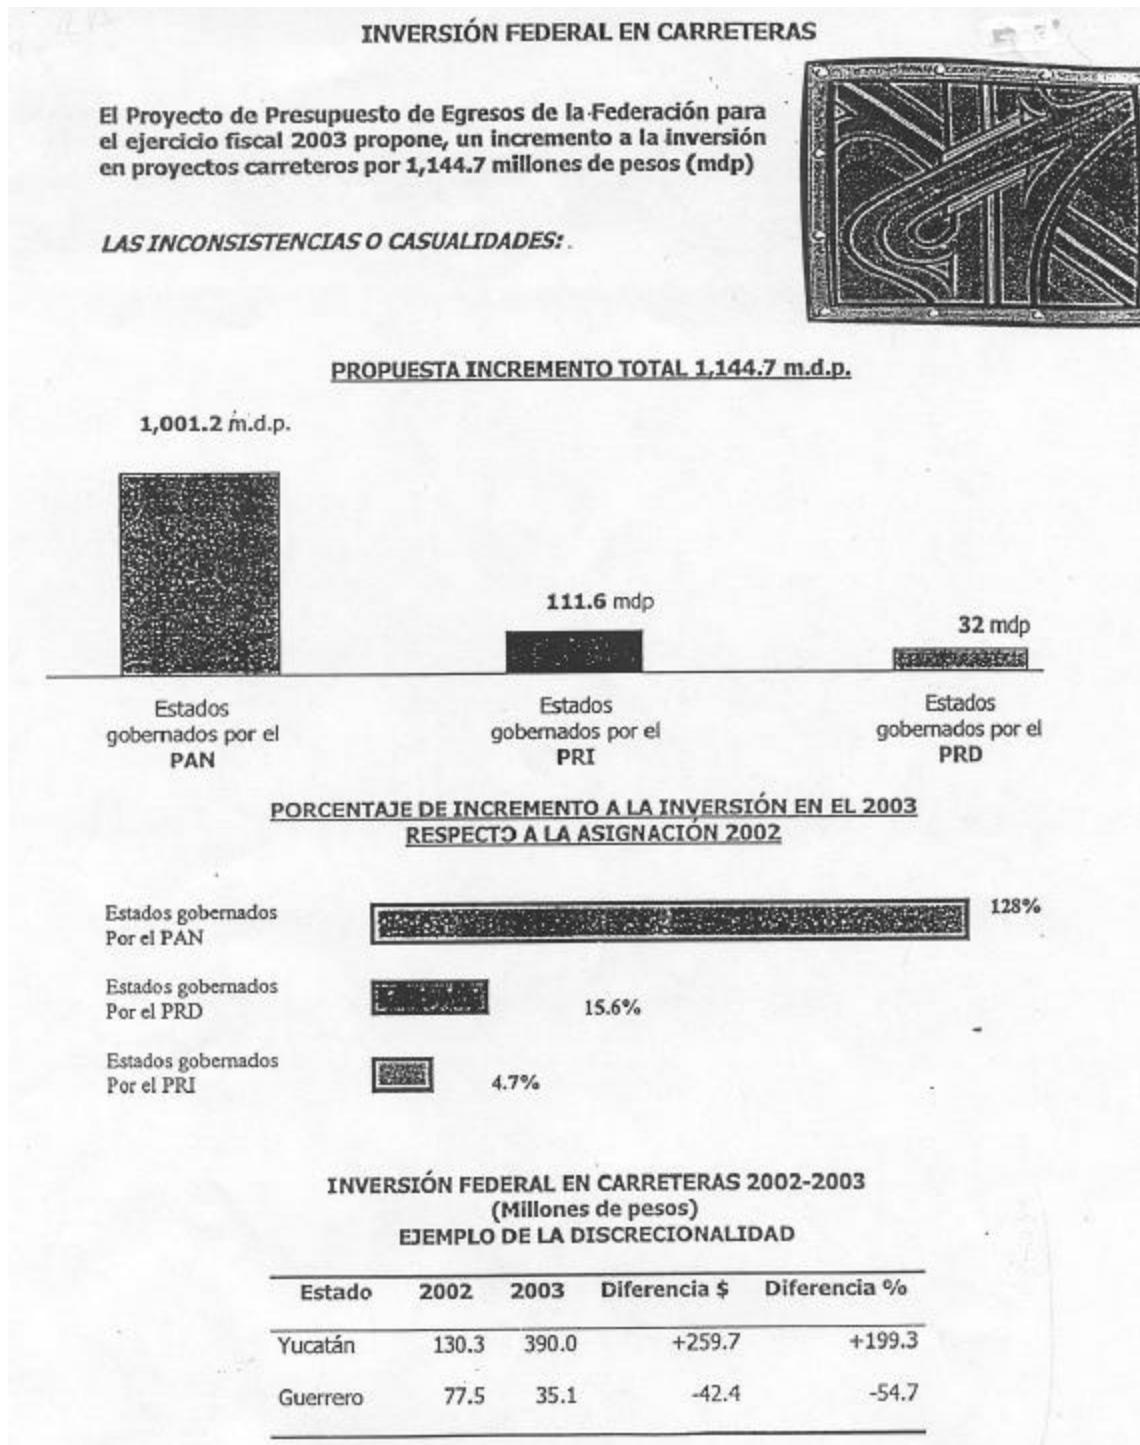 INVERSIÓN FEDERAL EN CARRETERAS
El Proyecto de Presupuesto de Egresos de la Federación para
el ejercicio fiscal 2003 propone, un incremento a la inversión
en proyectos carreteros por 1,144.7 millones de pesos (mdp)
LAS INCONSISTENCIAS O CASUALIDADES:
PROPUESTA INCREMENTO TOTAL 1,144.7 m.d.p.
1,001.2 m.d.p.
111.6 mdp
32 mdp
Estados
gobernados por el
PAN
Estados
gobernados por el
PRI
Estados
gobernados por el
PRD
PORCENTAJE DE INCREMENTO A LA INVERSIÓN EN EL 2003
RESPECTO A LA ASIGNACIÓN 2002
Estados gobernados
Por el PAN
128%
Estados gobernados
Por el PRD
15.6%
Estados gobernados
Por el PRI
4.7%
INVERSIÓN FEDERAL EN CARRETERAS 2002-2003
(Millones de pesos)
EJEMPLO DE LA DISCRECIONALIDAD
Estado 2002 2003 Diferencia $ Diferencia %
Yucatán 130.3 390.0 +259.7 +199.3
Guerrero 77.5 35.1 -42.4 -54.7